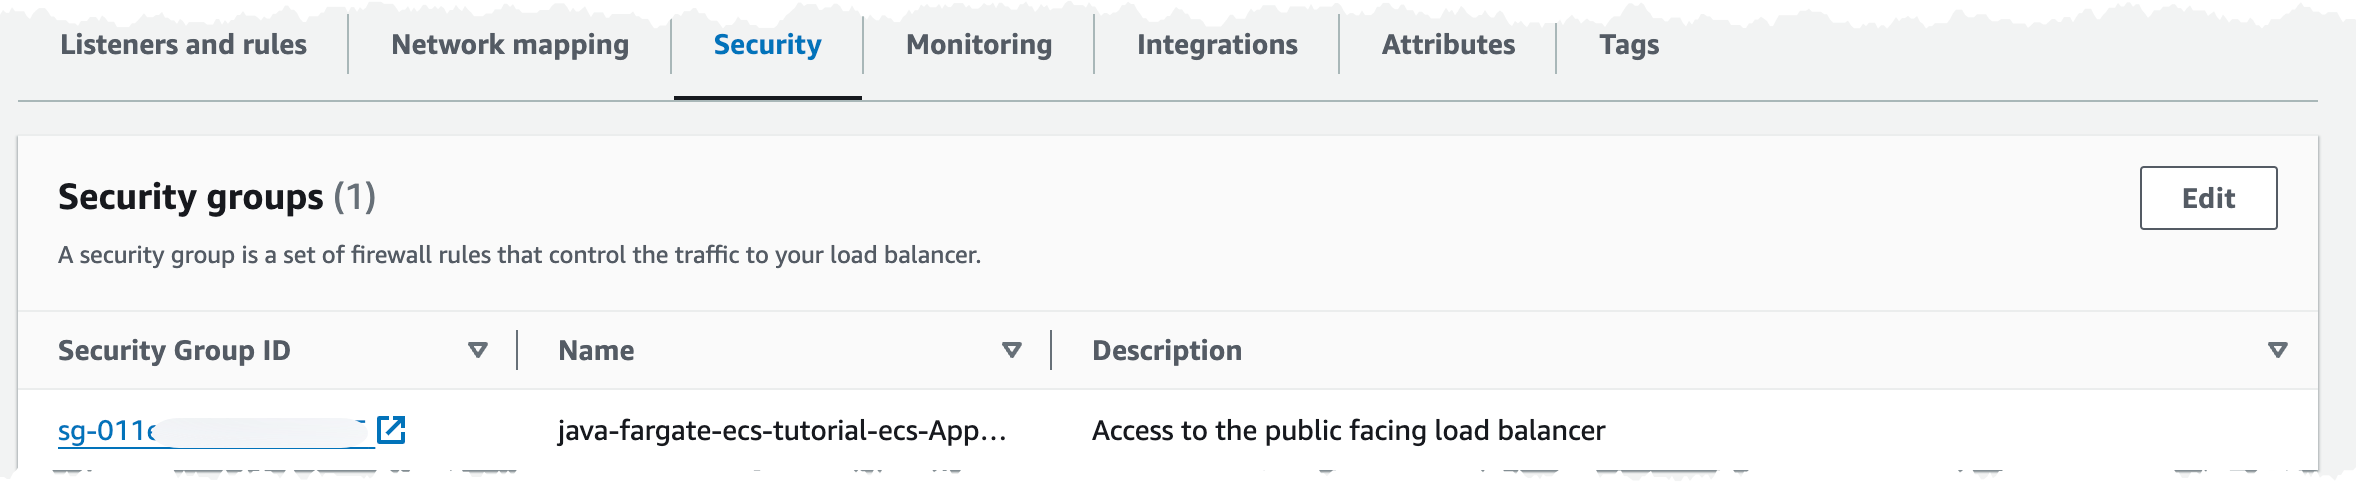 Listeners and rules Network mapping Security Monitoring Integrations Attributes Tags
Security groups (1)
Edit
A security group is a set of firewall rules that control the traffic to your load balancer.
Security Group ID Name Description
sg-011 java-fargate-ecs-tutorial-ecs-App... Access to the public facing load balancer